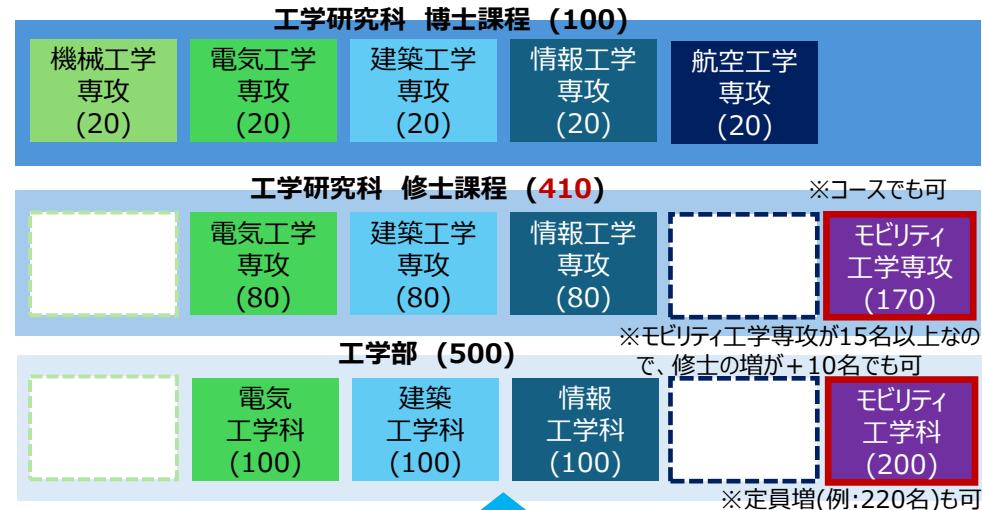 工学研究科 博士課程 (100)
機械工学
専攻
(20)
電気工学
専攻
(20)
建築工学
専攻
(20)
情報工学
専攻
(20)
航空工学
専攻
(20)
工学研究科 修士課程 (410)
※コースでも可
電気工学
専攻
(80)
建築工学
専攻
(80)
情報工学
専攻
(80)
モビリティ
工学専攻
(170)
※モビリティ工学専攻が15名以上なの
で、修士の増が+10名でも可
工学部 (500)
電気
工学科
(100)
建築
工学科
(100)
情報
工学科
(100)
モビリティ
工学科
(200)
※定員増(例:220名)も可